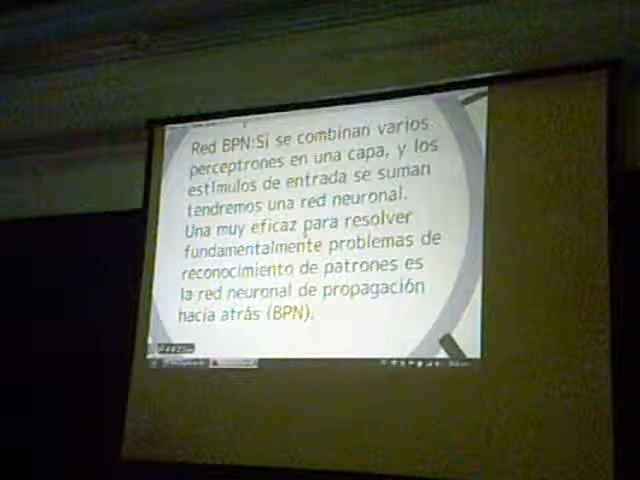 Red BPN:Si se combinan varios
perceptrones en una capa, y los
estímulos de entrada se suman
tendremos una red neuronal.
Una muy eficaz para resolver
fundamentalmente problemas de
reconocimiento de patrones es
la red neuronal de propagación
hacia atrás (BPN).